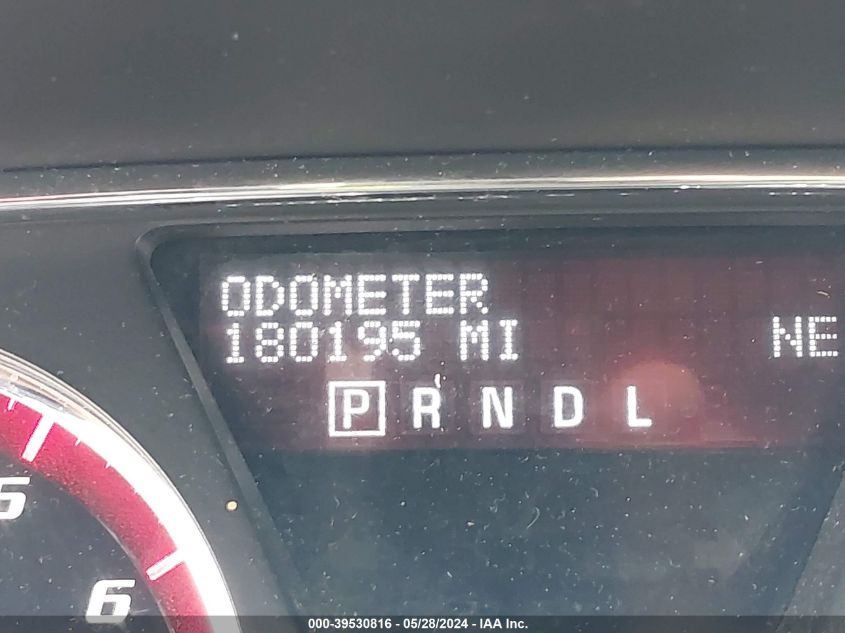 ODOMETER
180195 MI NE
P R N D L
5
6
000-39530816 - 05/28/2024 - IAA Inc.